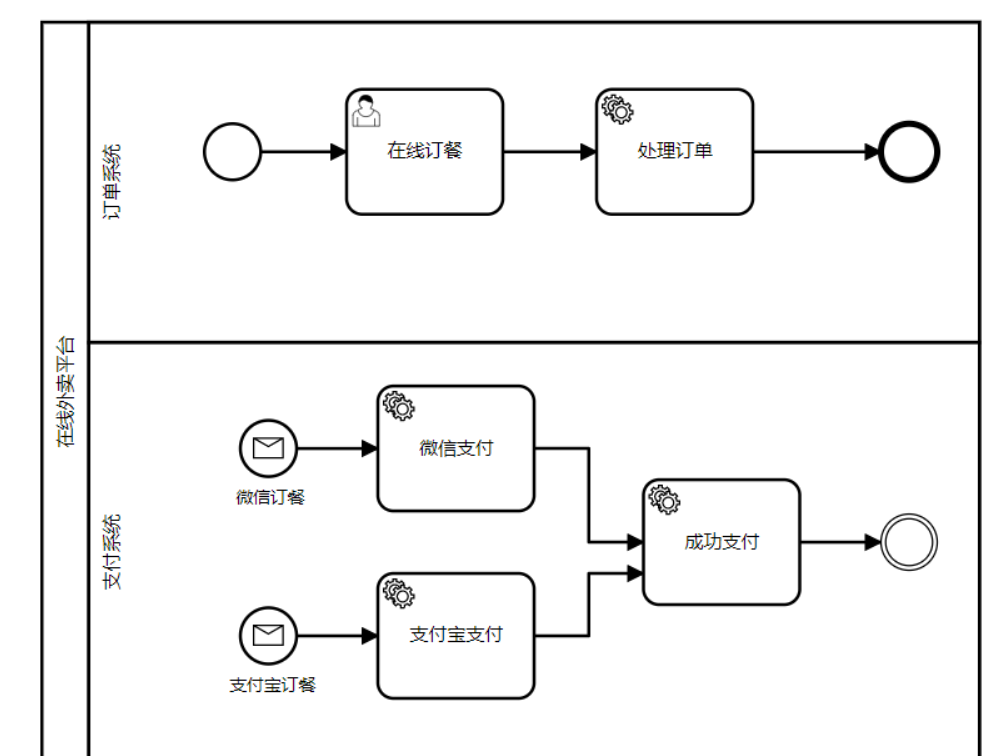 在线外卖平台
订单系统
在线订餐
处理订单
支付系统
微信订餐
微信支付
成功支付
支付宝订餐
支付宝支付